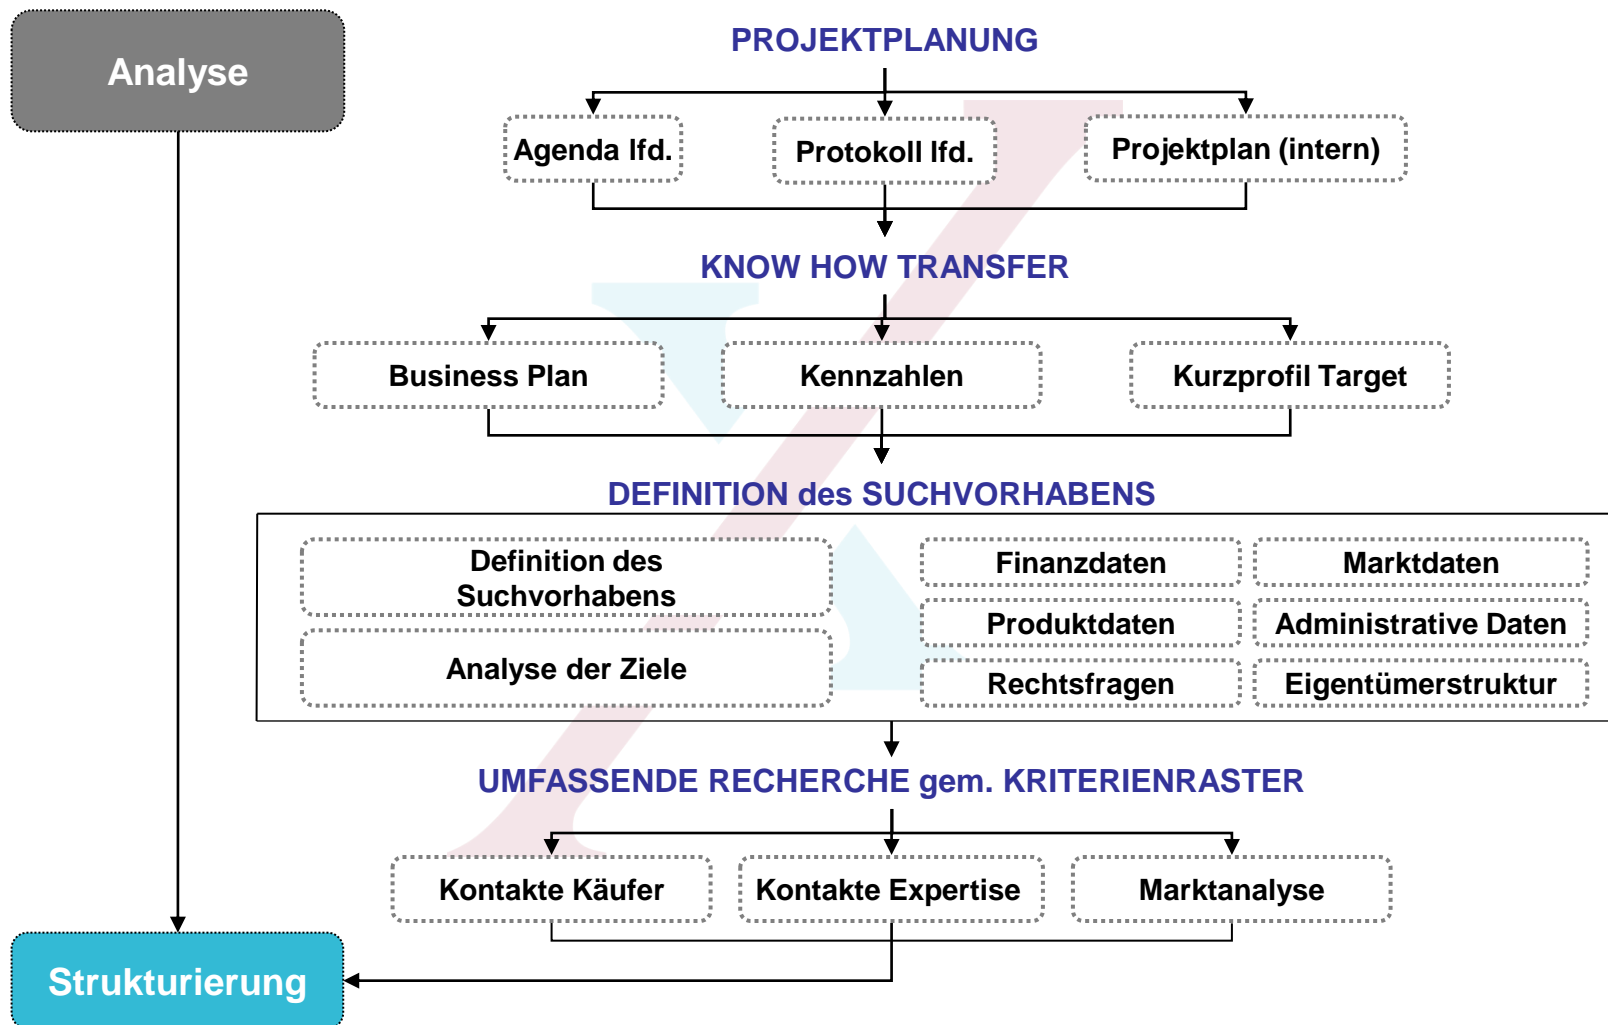 Analyse
PROJEKTPLANUNG
Agenda lfd.
Protokoll lfd.
Projektplan (intern)
KNOW HOW TRANSFER
Business Plan
Kennzahlen
Kurzprofil Target
DEFINITION des SUCHVORHABENS
Definition des
Suchvorhabens
Analyse der Ziele
Finanzdaten
Marktdaten
Produktdaten
Administrative Daten
Rechtsfragen
Eigentümerstruktur
UMFASSENDE RECHERCHE gem. KRITERIENRASTER
Kontakte Käufer
Kontakte Expertise
Marktanalyse
Strukturierung